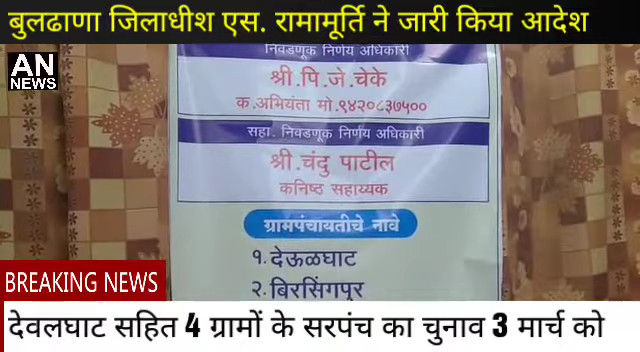 बुलढाणा जिलाधीश एस. रामामूर्ति ने जारी किया आदेश
AN
NEWS
निवडणूक निर्णय अधिकारी
श्री.पि.जे.चेके
क.अभियंता मो.९४२०८३७५००
सहा. निवडणूक निर्णय अधिकारी
श्री.चंदु पाटील
कनिष्ठ सहाय्यक
ग्रामपंचायतीचे नावे
१. देऊळघाट
२. बिरसिंगपूर
BREAKING NEWS
देवलघाट सहित 4 ग्रामों के सरपंच का चुनाव 3 मार्च को